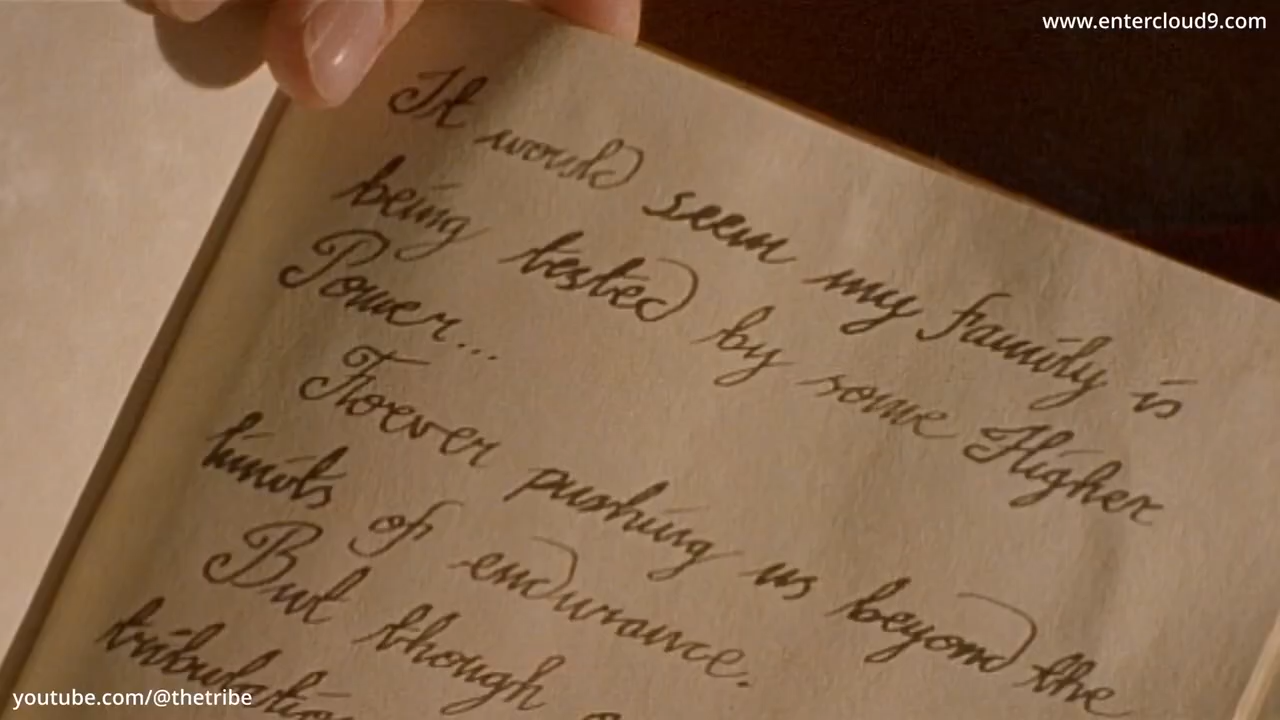 www.entercloud9.com
It would seem my family is
being tested by some Higher
Power...
Foever pushing us beyond the
limits of endurance.
But though
youtube.com/@thetribe